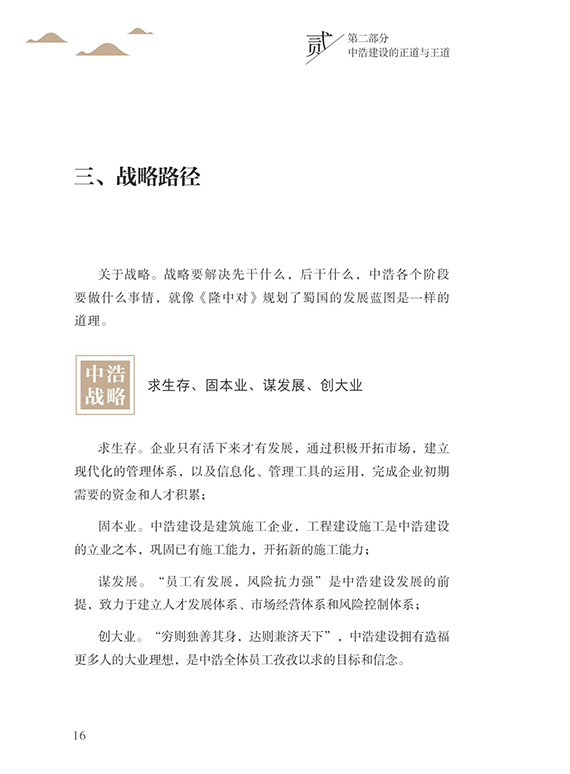 贰
第二部分
中浩建设的正道与王道
三、战略路径
关于战略。战略要解决先干什么，后干什么，中浩各个阶段
要做什么事情，就像《隆中对》规划了蜀国的发展蓝图是一样的
道理。
中浩
战略
求生存、固本业、谋发展、创大业
求生存。企业只有活下来才有发展，通过积极开拓市场，建立
现代化的管理体系，以及信息化、管理工具的运用，完成企业初期
需要的资金和人才积累；
固本业。中浩建设是建筑施工企业，工程建设施工是中浩建设
的立业之本，巩固已有施工能力，开拓新的施工能力；
谋发展。“员工有发展，风险抗力强”是中浩建设发展的前
提，致力于建立人才发展体系、市场经营体系和风险控制体系；
创大业。“穷则独善其身，达则兼济天下”，中浩建设拥有造福
更多人的大业理想，是中浩全体员工孜孜以求的目标和信念。
16